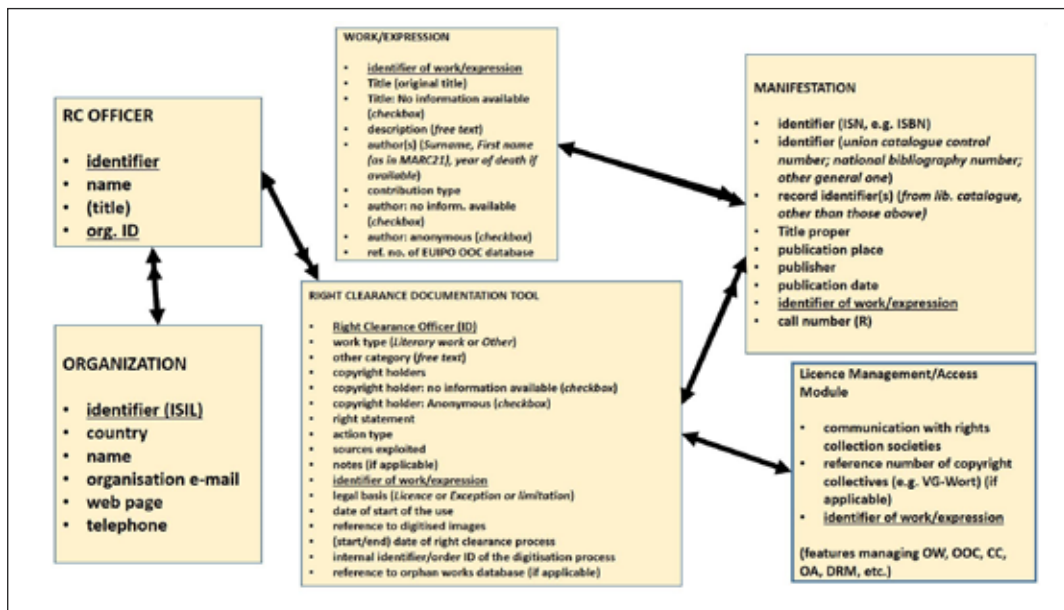 WORK/EXPRESSION
• identifier of work/expression
• Title (original title)
• Title: No information available
(checkbox)
• description (free text)
• author(s) (Surname, First name
(as in MARC21), year of death if
available)
• contribution type
• author: no inform. available
(checkbox)
• author: anonymous (checkbox)
• ref. no. of EUIPO OOC database
MANIFESTATION
• identifier (ISN, e.g. ISBN)
• identifier (union catalogue control
number; national bibliography number;
other general one)
• record identifier(s) (from lib. catalogue,
other than those above)
• Title proper
• publication place
• publisher
• publication date
• identifier of work/expression
• call number (R)
RC OFFICER
• identifier
• name
• (title)
• org. ID
RIGHT CLEARANCE DOCUMENTATION TOOL
• Right Clearance Officer (ID)
• work type (Literary work or Other)
• other category (free text)
• copyright holders
• copyright holder: no information available (checkbox)
• copyright holder: Anonymous (checkbox)
• right statement
• action type
• sources exploited
• notes (if applicable)
• identifier of work/expression
• legal basis (Licence or Exception or limitation)
• date of start of the use
• reference to digitised images
• (start/end) date of right clearance process
• internal identifier/order ID of the digitisation process
• reference to orphan works database (if applicable)
ORGANIZATION
• identifier (ISIL)
• country
• name
• organisation e-mail
• web page
• telephone
Licence Management/Access
Module
• communication with rights
collection societies
• reference number of copyright
collectives (e.g. VG-Wort) (if
applicable)
• identifier of work/expression
(features managing OW, OOC, CC,
OA, DRM, etc.)